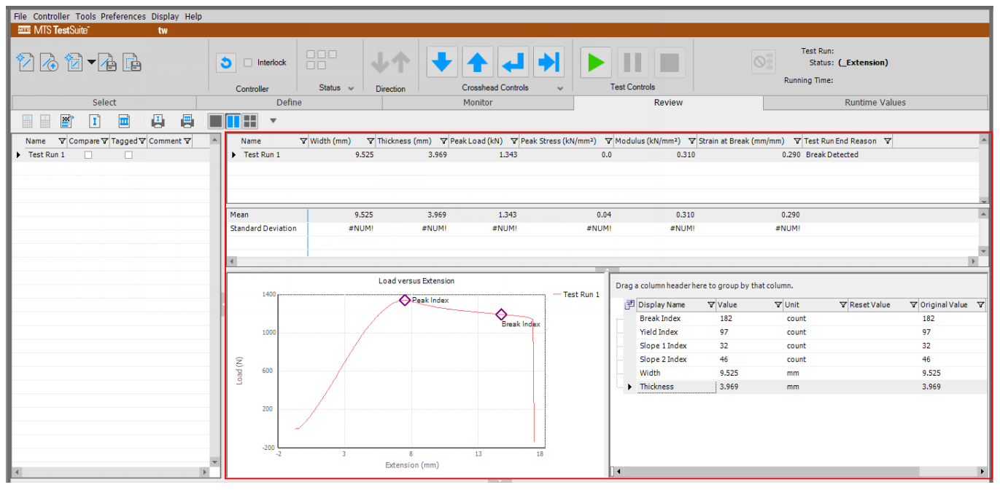 File Controller Tools Preferences Display Help
MTS MTS TestSuite™ tw
Interlock
Controller
Status
Direction
Crosshead Controls
Test Controls
Test Run:
Status: (_Extension)
Running Time:
Select Define Monitor Review Runtime Values
Name Compare Tagged Comment
Test Run 1
Name Width (mm) Thickness (mm) Peak Load (kN) Peak Stress (kN/mm²) Modulus (kN/mm²) Strain at Break (mm/mm) Test Run End Reason
Test Run 1 9.525 3.969 1.343 0.0 0.310 0.290 Break Detected
Mean 9.525 3.969 1.343 0.04 0.310 0.290
Standard Deviation #NUM! #NUM! #NUM! #NUM! #NUM! #NUM!
Load versus Extension
1400
1000
600
200
-200
Load (N)
Peak Index
Break Index
Test Run 1
-2 3 8 13 18
Extension (mm)
Drag a column header here to group by that column.
Display Name Value Unit Reset Value Original Value
Break Index 182 count 182
Yield Index 97 count 97
Slope 1 Index 32 count 32
Slope 2 Index 46 count 46
Width 9.525 mm 9.525
Thickness 3.969 mm 3.969